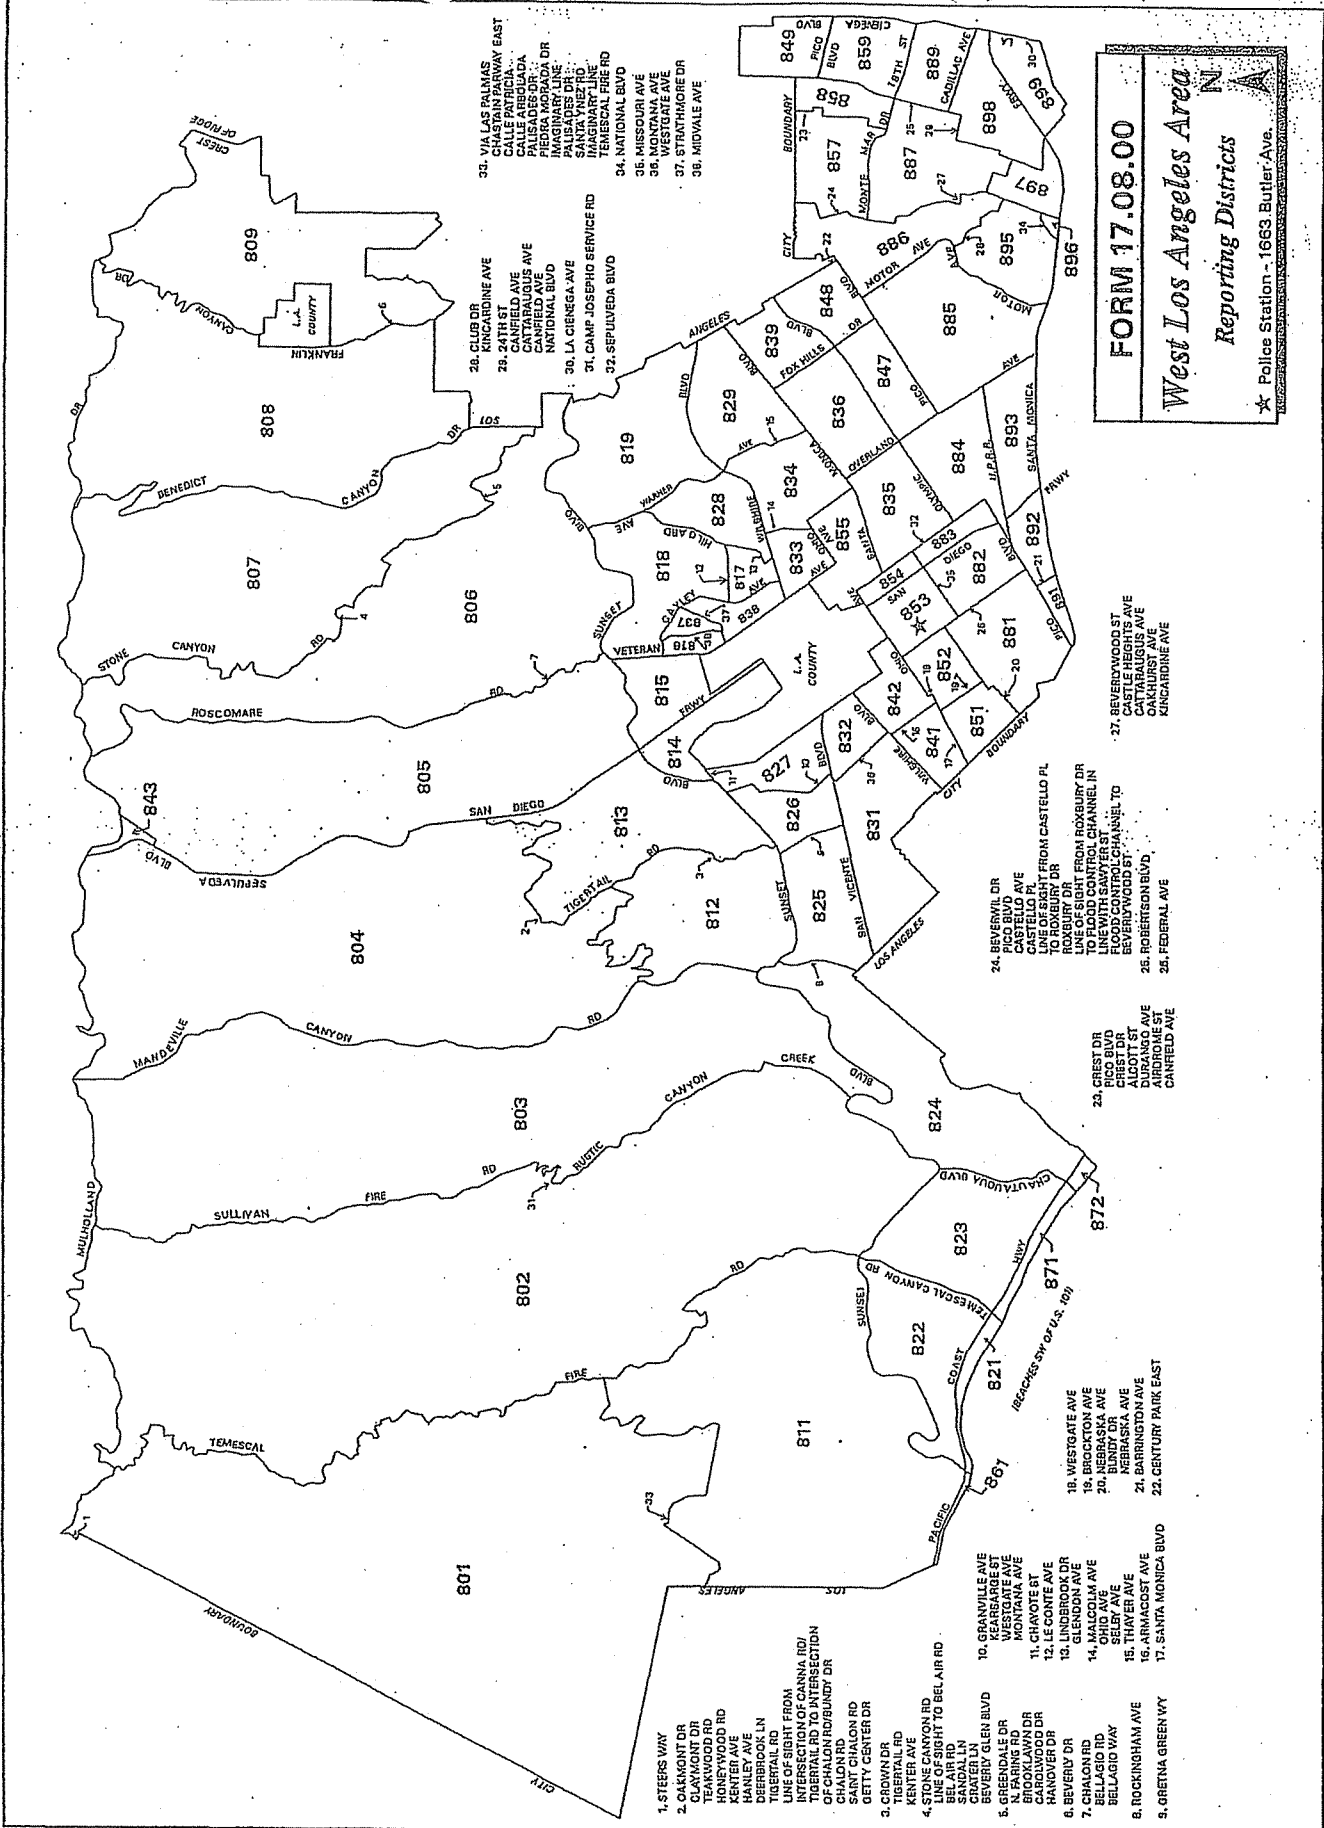 FORM 17.08.00
West Los Angeles Area
Reporting Districts
N
☆ Police Station - 1663 Butler Ave.
CITY
BOUNDARY
MULHOLLAND
DR
CREST
OF RIDGE
TEMESCAL
FIRE
RD
SULLIVAN
FIRE
RD
RUSTIC
CANYON
CREEK
MANDEVILLE
CANYON
RD
SEPULVEDA
BLVD
SAN DIEGO
FRWY
ROSCOMARE
RD
STONE
CANYON
RD
BENEDICT
CANYON
DR
LOS
ANGELES
FRANKLIN
CANYON
DR
L.A.
COUNTY
TIGERTAIL
RD
SUNSET
BLVD
VETERAN
GAYLEY
AVE
HILGARD
AVE
WARNER
AVE
WILSHIRE
BLVD
SANTA
MONICA
OHIO
AVE
L.A.
COUNTY
SAN
VICENTE
BLVD
WILSHIRE
BLVD
OHIO
CITY
BOUNDARY
LOS ANGELES
SAN
DIEGO
OLYMPIC
BLVD
OVERLAND
AVE
PICO
BLVD
FOX HILLS
DR
U.P.R.R.
SANTA MONICA
FRWY
MOTOR
AVE
MONTE
MAR
DR
CITY
BOUNDARY
PICO
BLVD
LA
CIENEGA
BLVD
18TH ST
CADILLAC AVE
FRWY
SUNSET
BLVD
TEMESCAL CANYON RD
CHAUTAUQUA BLVD
PACIFIC
COAST
HWY
(BEACHES SW OF U.S. 101)
LOS
ANGELES
801
802
803
804
805
806
807
808
809
811
812
813
814
815
816
817
818
819
821
822
823
824
825
826
827
828
829
831
832
833
834
835
836
837
838
839
841
842
843
847
848
849
851
852
853
854
855
857
858
859
861
871
872
881
882
883
884
885
886
887
889
891
892
893
895
896
897
898
899
1. STEERS WAY
2. OAKMONT DR
CLAYMONT DR
TEAKWOOD RD
HONEYWOOD RD
KENTER AVE
HANLEY AVE
DEERBROOK LN
TIGERTAIL RD
LINE OF SIGHT FROM
INTERSECTION OF CANNA RD/
TIGERTAIL RD TO INTERSECTION
OF CHALON RD/BUNDY DR
CHALON RD
SAINT CHALON RD
GETTY CENTER DR
3. CROWN DR
TIGERTAIL RD
KENTER AVE
4. STONE CANYON RD
LINE OF SIGHT TO BEL AIR RD
BEL AIR RD
SANDAL LN
CRATER LN
BEVERLY GLEN BLVD
5. GREENDALE DR
N. FARING RD
BROOKLAWN DR
CAROLWOOD DR
HANOVER DR
6. BEVERLY DR
7. CHALON RD
BELLAGIO RD
BELLAGIO WAY
8. ROCKINGHAM AVE
9. GRETNA GREEN WY
10. GRANVILLE AVE
KEARSARGE ST
WESTGATE AVE
MONTANA AVE
11. CHAYOTE ST
12. LE CONTE AVE
13. LINDBROOK DR
GLENDON AVE
14. MALCOLM AVE
OHIO AVE
SELBY AVE
15. THAYER AVE
16. ARMACOST AVE
17. SANTA MONICA BLVD
18. WESTGATE AVE
19. BROCKTON AVE
20. NEBRASKA AVE
BUNDY DR
NEBRASKA AVE
21. BARRINGTON AVE
22. CENTURY PARK EAST
23. CREST DR
PICO BLVD
CREST DR
ALCOTT ST
DURANGO AVE
AIRDROME ST
CANFIELD AVE
24. BEVERWIL DR
PICO BLVD
CASTELLO AVE
CASTELLO PL
LINE OF SIGHT FROM CASTELLO PL
TO ROXBURY DR
ROXBURY DR
LINE OF SIGHT FROM ROXBURY DR
TO FLOOD CONTROL CHANNEL IN
LINE WITH SAWYER ST
FLOOD CONTROL CHANNEL TO
BEVERLYWOOD ST
25. ROBERTSON BLVD
26. FEDERAL AVE
27. BEVERLYWOOD ST
CASTLE HEIGHTS AVE
CATTARAUGUS AVE
OAKHURST AVE
KINCARDINE AVE
28. CLUB DR
KINCARDINE AVE
29. 24TH ST
CANFIELD AVE
CATTARAUGUS AVE
CANFIELD AVE
NATIONAL BLVD
30. LA CIENEGA AVE
31. CAMP JOSEPHO SERVICE RD
32. SEPULVEDA BLVD
33. VIA LAS PALMAS
CHASTAIN PARKWAY EAST
CALLE PATRICIA
CALLE ARBOLADA
PALISADES DR
PIEDRA MORADA DR
IMAGINARY LINE
PALISADES DR
SANTA YNEZ RD
IMAGINARY LINE
TEMESCAL FIRE RD
34. NATIONAL BLVD
35. MISSOURI AVE
36. MONTANA AVE
WESTGATE AVE
37. STRATHMORE DR
38. MIDVALE AVE